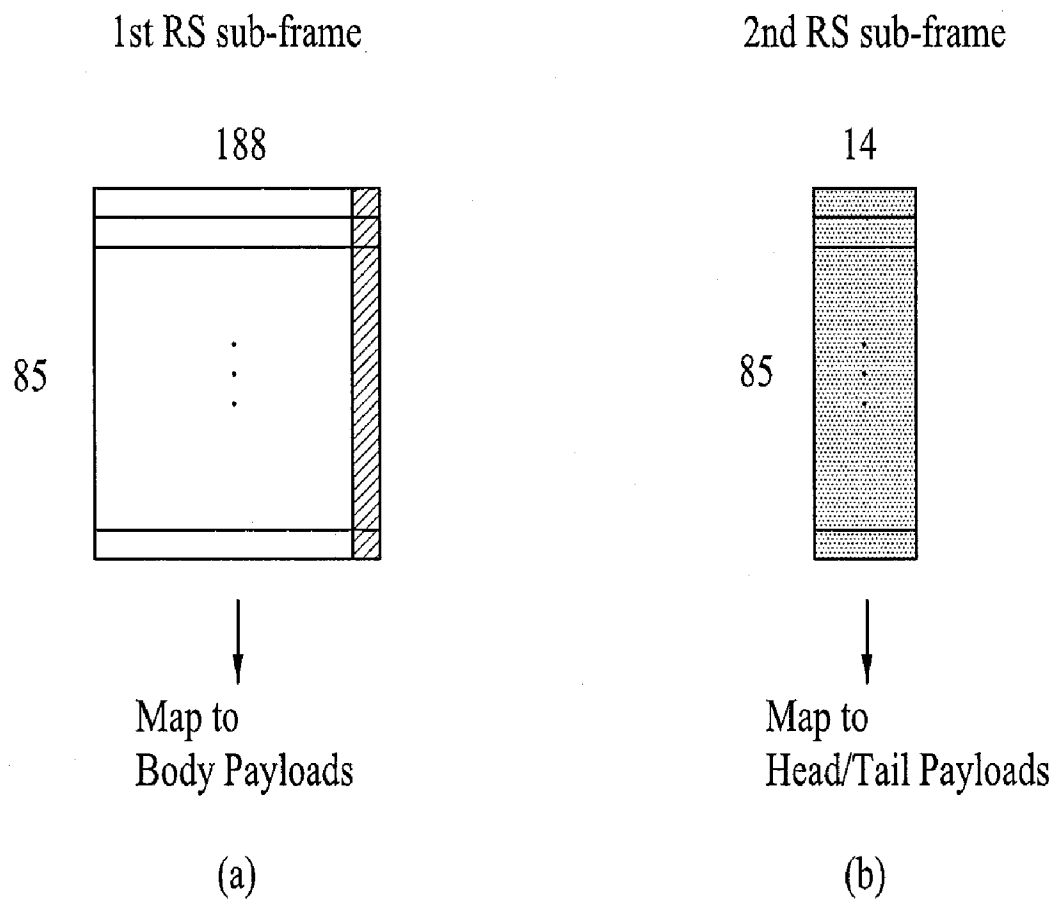 1st RS sub-frame
188
85
Map to
Body Payloads
(a)
2nd RS sub-frame
14
85
Map to
Head/Tail Payloads
(b)